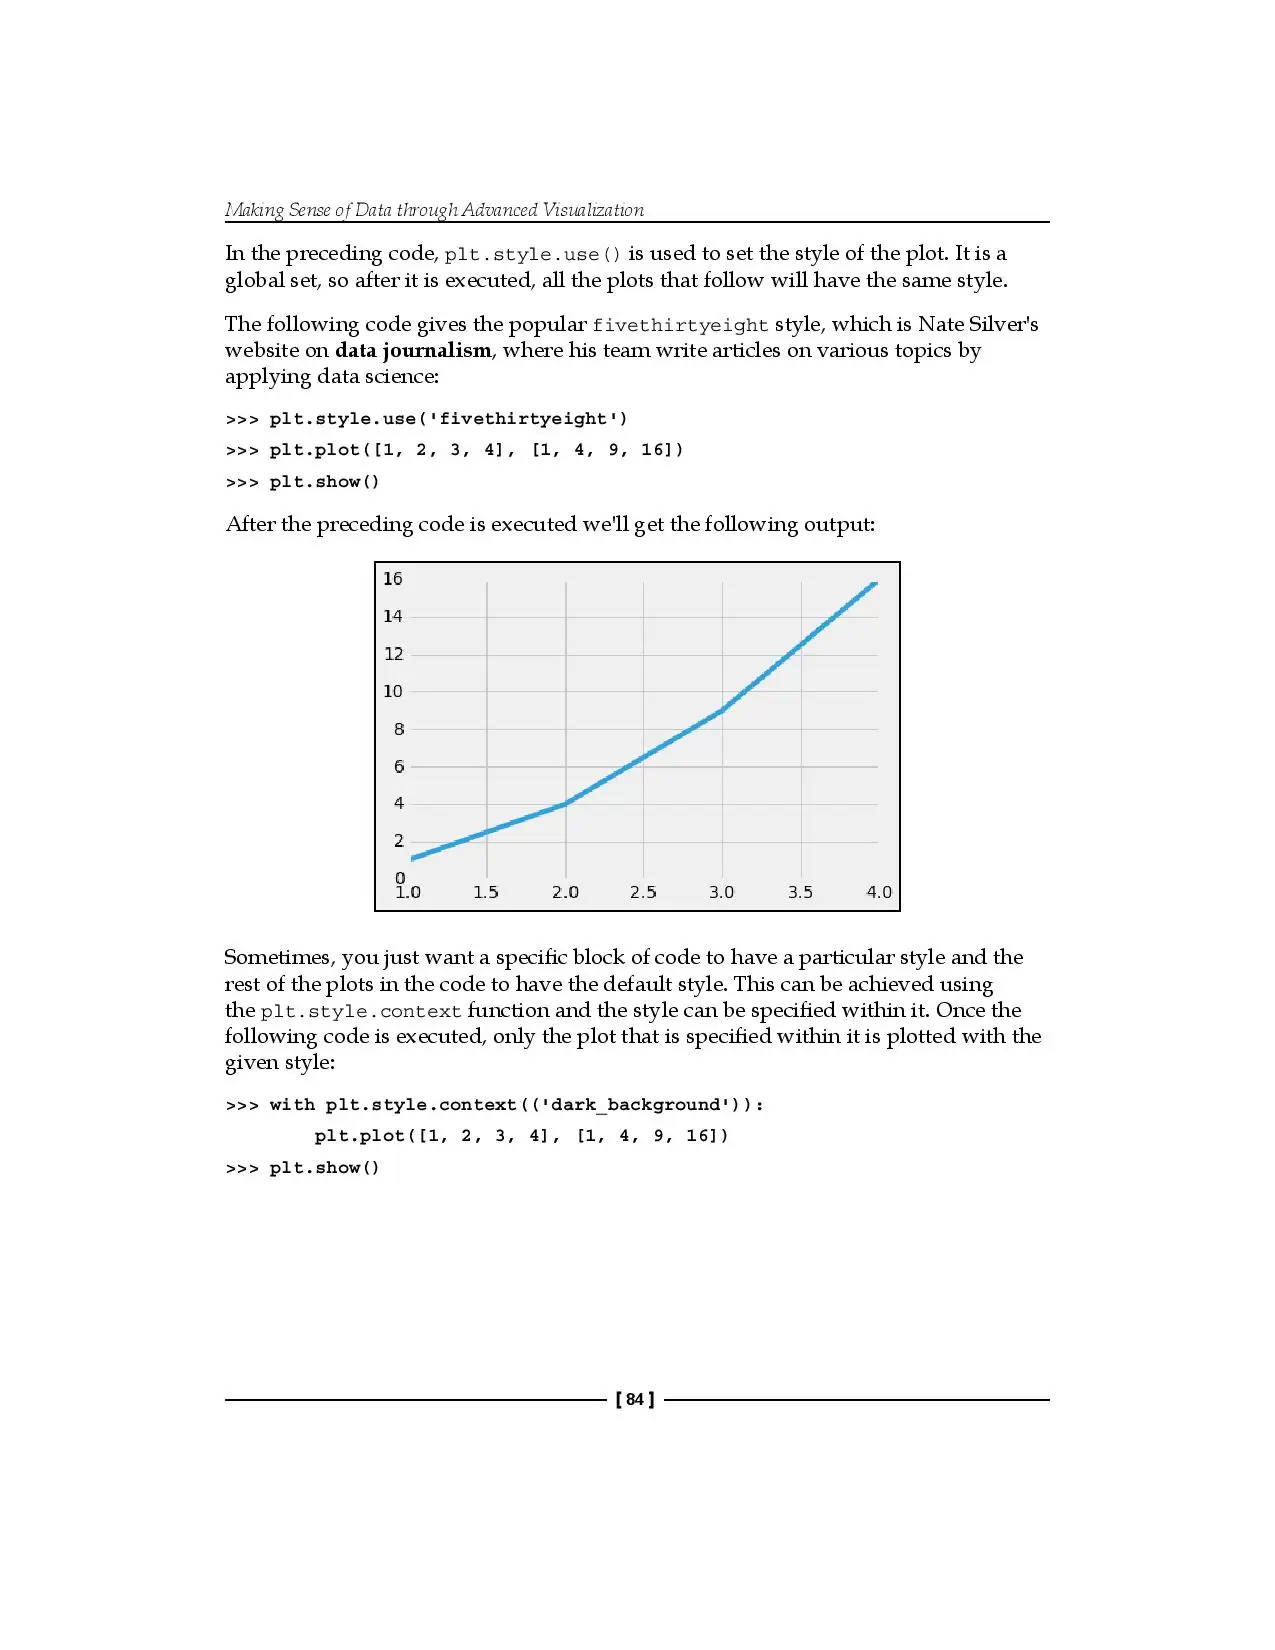 Making Sense of Data through Advanced Visualization
In the preceding code, plt.style.use() is used to set the style of the plot. It is a
global set, so after it is executed, all the plots that follow will have the same style.
The following code gives the popular fivethirtyeight style, which is Nate Silver's
website on data journalism, where his team write articles on various topics by
applying data science:
>>> plt.style.use('fivethirtyeight')
>>> plt.plot([1, 2, 3, 4], [1, 4, 9, 16])
>>> plt.show()
After the preceding code is executed we'll get the following output:
16
14
12
10
8
6
4
2
0
1.0 1.5 2.0 2.5 3.0 3.5 4.0
Sometimes, you just want a specific block of code to have a particular style and the
rest of the plots in the code to have the default style. This can be achieved using
the plt.style.context function and the style can be specified within it. Once the
following code is executed, only the plot that is specified within it is plotted with the
given style:
>>> with plt.style.context(('dark_background')):
plt.plot([1, 2, 3, 4], [1, 4, 9, 16])
>>> plt.show()
[ 84 ]